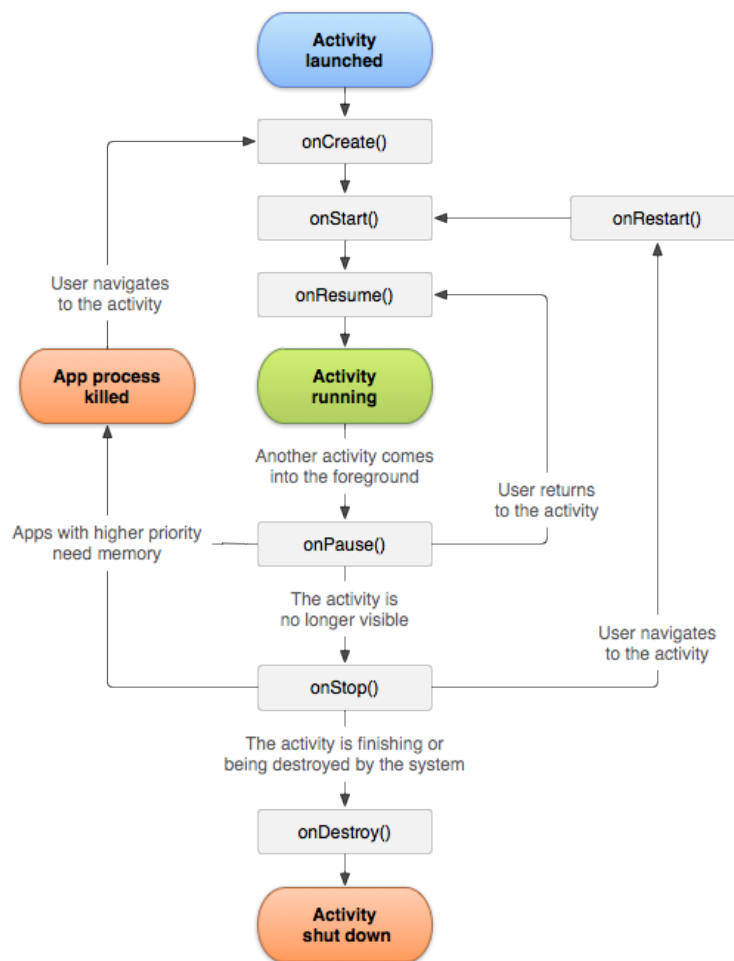 Activity
launched
onCreate()
onStart()
onRestart()
User navigates
to the activity
onResume()
App process
killed
Activity
running
Another activity comes
into the foreground
User returns
to the activity
Apps with higher priority
need memory
onPause()
The activity is
no longer visible
User navigates
to the activity
onStop()
The activity is finishing or
being destroyed by the system
onDestroy()
Activity
shut down